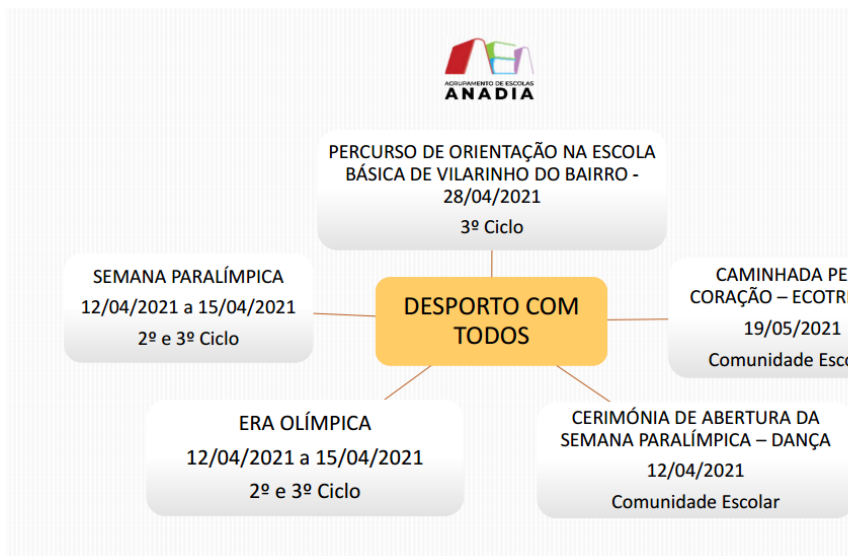 AGRUPAMENTO DE ESCOLAS
ANADIA
PERCURSO DE ORIENTAÇÃO NA ESCOLA
BÁSICA DE VILARINHO DO BAIRRO -
28/04/2021
3º Ciclo
SEMANA PARALÍMPICA
12/04/2021 a 15/04/2021
2º e 3º Ciclo
DESPORTO COM
TODOS
CAMINHADA
CORAÇÃO –
19/05/2021
Comunidade
ERA OLÍMPICA
12/04/2021 a 15/04/2021
2º e 3º Ciclo
CERIMÓNIA DE ABERTURA DA
SEMANA PARALÍMPICA – DANÇA
12/04/2021
Comunidade Escolar